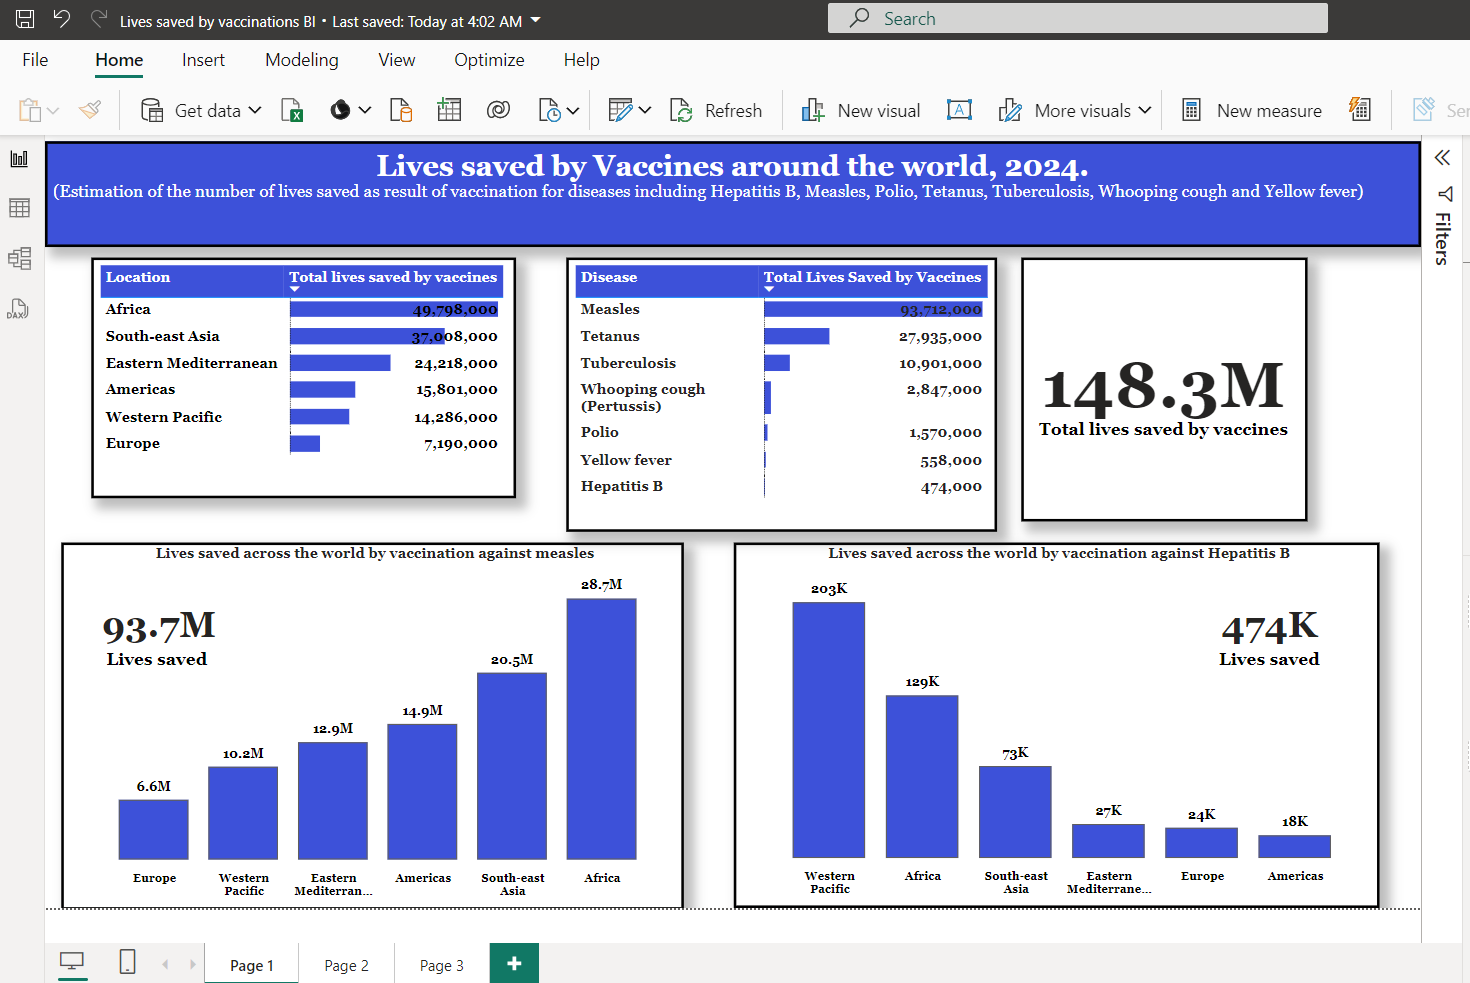 Lives saved by vaccinations BI • Last saved: Today at 4:02 AM
Search
File Home Insert Modeling View Optimize Help
Get data Refresh New visual More visuals New measure
Lives saved by Vaccines around the world, 2024.
(Estimation of the number of lives saved as result of vaccination for diseases including Hepatitis B, Measles, Polio, Tetanus, Tuberculosis, Whooping cough and Yellow fever)
Filters
DAX
Location Total lives saved by vaccines
Africa 49,798,000
South-east Asia 37,008,000
Eastern Mediterranean 24,218,000
Americas 15,801,000
Western Pacific 14,286,000
Europe 7,190,000
Disease Total Lives Saved by Vaccines
Measles 93,712,000
Tetanus 27,935,000
Tuberculosis 10,901,000
Whooping cough 2,847,000
(Pertussis)
Polio 1,570,000
Yellow fever 558,000
Hepatitis B 474,000
148.3M
Total lives saved by vaccines
Lives saved across the world by vaccination against measles
93.7M
Lives saved
6.6M
10.2M
12.9M
14.9M
20.5M
28.7M
Europe
Western
Pacific
Eastern
Mediterran...
Americas
South-east
Asia
Africa
Lives saved across the world by vaccination against Hepatitis B
474K
Lives saved
203K
129K
73K
27K
24K
18K
Western
Pacific
Africa
South-east
Asia
Eastern
Mediterrane...
Europe
Americas
Page 1 Page 2 Page 3